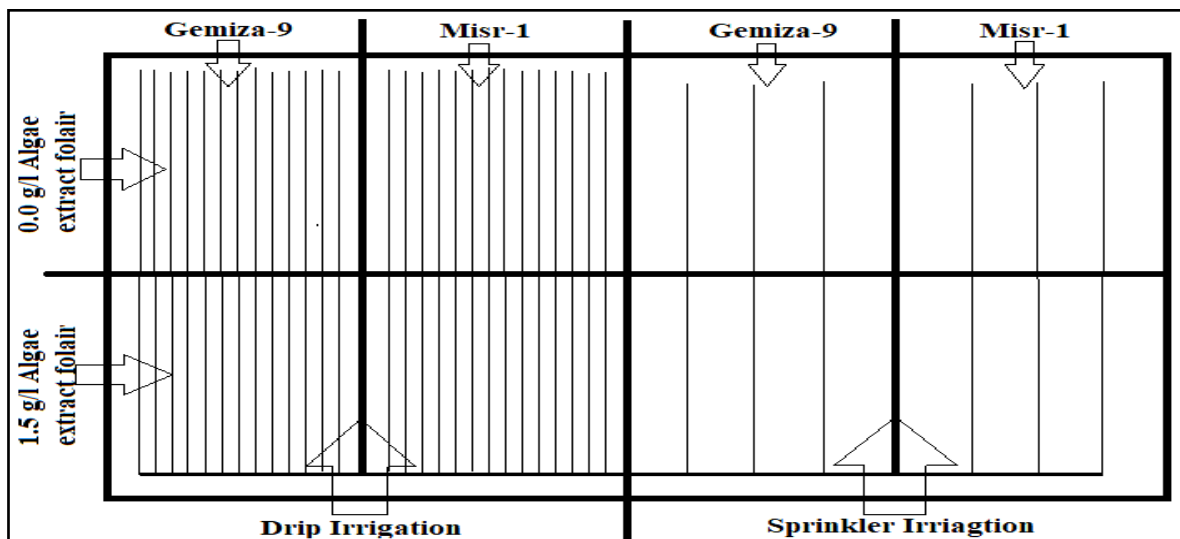 Gemiza-9
Misr-1
Gemiza-9
Misr-1
0.0 g/l Algae
extract folair
1.5 g/l Algae
extract folair
Drip Irrigation
Sprinkler Irriagtion